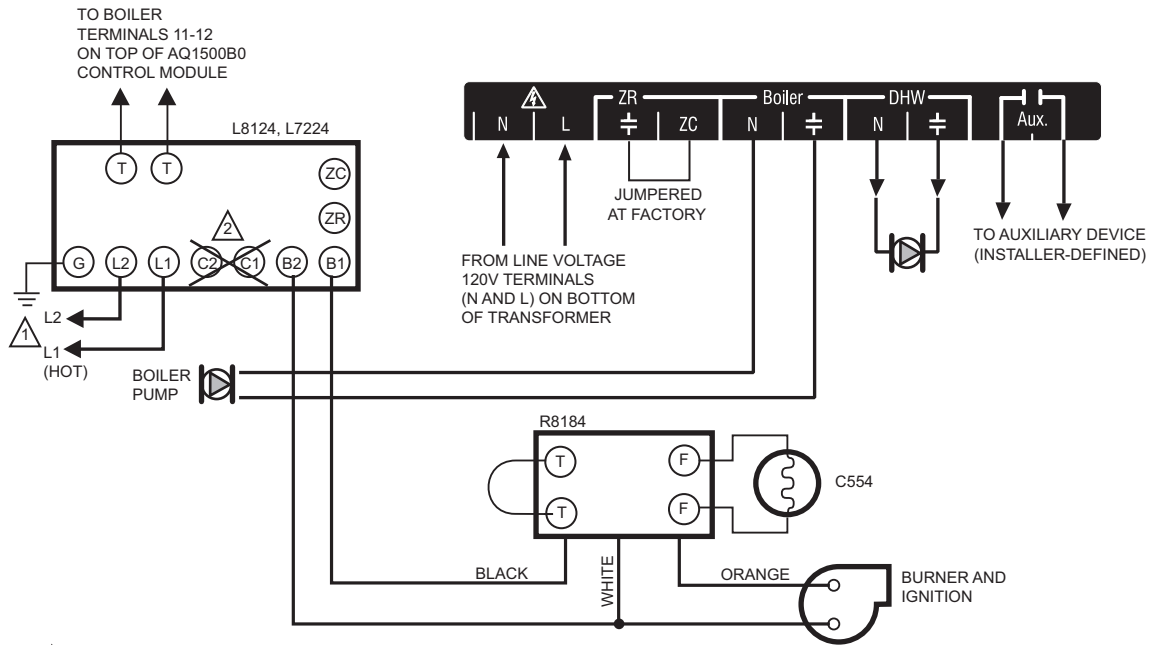 TO BOILER
TERMINALS 11-12
ON TOP OF AQ1500B0
CONTROL MODULE
L8124, L7224
T T
ZC
ZR
2
G L2 L1 C2 C1 B2 B1
1
L2
L1
(HOT)
ZR Boiler DHW
N L ZC N N Aux.
JUMPERED
AT FACTORY
FROM LINE VOLTAGE
120V TERMINALS
(N AND L) ON BOTTOM
OF TRANSFORMER
TO AUXILIARY DEVICE
(INSTALLER-DEFINED)
BOILER
PUMP
R8184
T F
T F
C554
BLACK
WHITE
ORANGE
BURNER AND
IGNITION